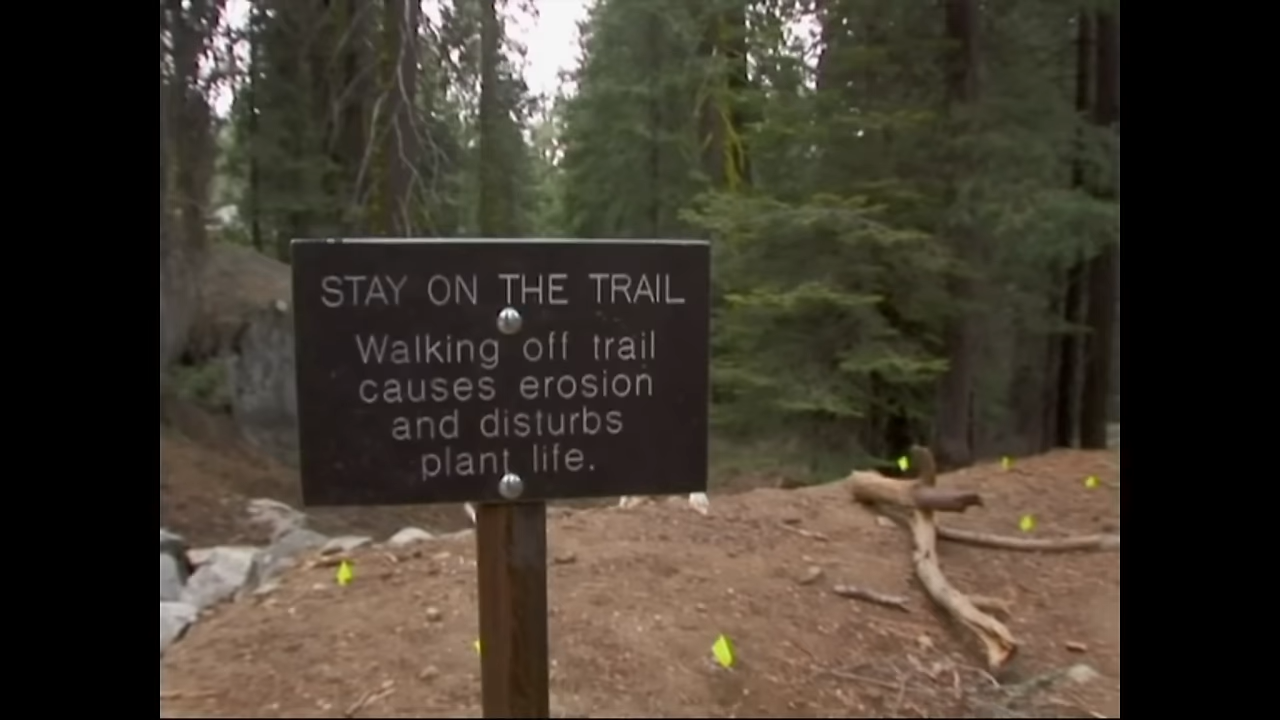 STAY ON THE TRAIL
Walking off trail
causes erosion
and disturbs
plant life.